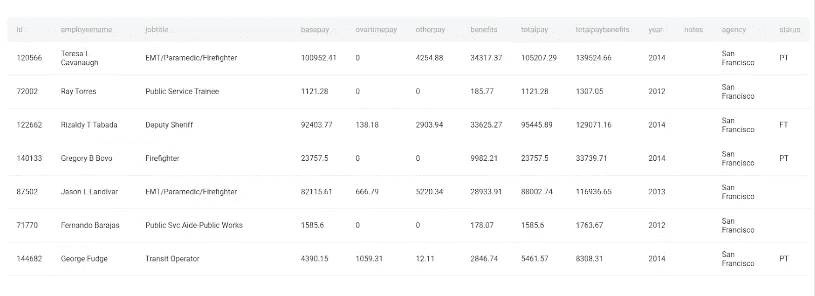 id employeename jobtitle basepay overtimepay otherpay benefits totalpay totalpaybenefits year notes agency status
120566 Teresa L Cavanaugh EMT/Paramedic/Firefighter 100952.41 0 4254.88 34317.37 105207.29 139524.66 2014 San Francisco PT
72002 Ray Torres Public Service Trainee 1121.28 0 0 185.77 1121.28 1307.05 2012 San Francisco
122662 Rizaldy T Tabada Deputy Sheriff 92403.77 138.18 2903.94 33625.27 95445.89 129071.16 2014 San Francisco FT
140133 Gregory B Bovo Firefighter 23757.5 0 0 9982.21 23757.5 33739.71 2014 San Francisco PT
87502 Jason L Landivar EMT/Paramedic/Firefighter 82115.61 666.79 5220.34 28933.91 88002.74 116936.65 2013 San Francisco
71770 Fernando Barajas Public Svc Aide-Public Works 1585.6 0 0 178.07 1585.6 1763.67 2012 San Francisco
144682 George Fudge Transit Operator 4390.15 1059.31 12.11 2846.74 5461.57 8308.31 2014 San Francisco PT